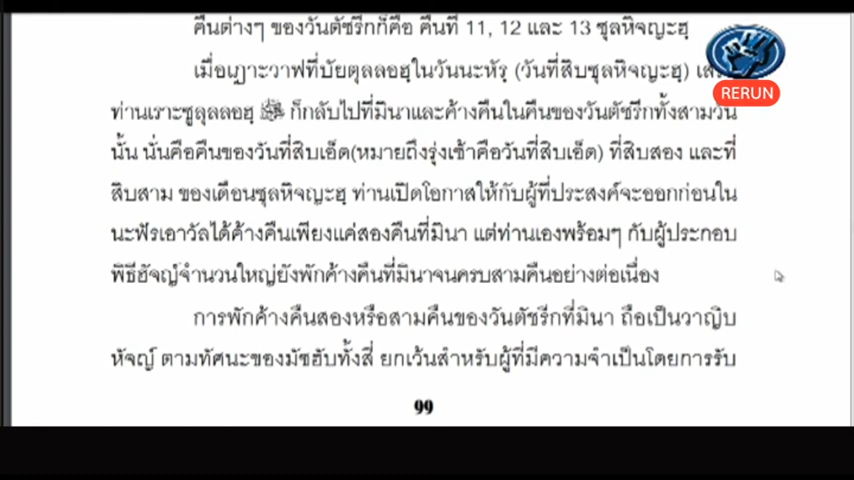 คืนต่างๆ ของวันตัชรีกก็คือ คืนที่ 11, 12 และ 13 ซุลหิจญะฮฺ
เมื่อเฏาะวาฟที่บัยตุลลอฮฺในวันนะหัรฺ (วันที่สิบซุลหิจญะฮฺ)
RERUN
ท่านเราะซูลุลลอฮฺ ﷺ ก็กลับไปที่มินาและค้างคืนในคืนของวันตัชรีกทั้งสามวัน
นั้น นั่นคือคืนของวันที่สิบเอ็ด(หมายถึงรุ่งเช้าคือวันที่สิบเอ็ด) ที่สิบสอง และที่
สิบสาม ของเดือนซุลหิจญะฮฺ ท่านเปิดโอกาสให้กับผู้ที่ประสงค์จะออกก่อนใน
นะฟัรเอาวัลได้ค้างคืนเพียงแค่สองคืนที่มินา แต่ท่านเองพร้อมๆ กับผู้ประกอบ
พิธีฮัจญ์จำนวนใหญ่ยังพักค้างคืนที่มินาจนครบสามคืนอย่างต่อเนื่อง
การพักค้างคืนสองหรือสามคืนของวันตัชรีกที่มินา ถือเป็นวาญิบ
หัจญ์ ตามทัศนะของมัซฮับทั้งสี่ ยกเว้นสำหรับผู้ที่มีความจำเป็นโดยการรับ
99